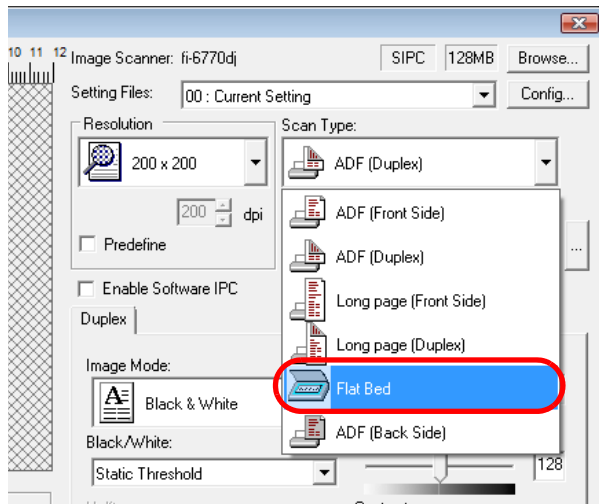 10 11 12
Image Scanner: fi-6770dj SIPC 128MB Browse...
Setting Files: 00 : Current Setting Config...
Resolution Scan Type:
200 x 200 ADF (Duplex)
200 dpi ADF (Front Side)
Predefine ADF (Duplex) ...
Enable Software IPC Long page (Front Side)
Duplex Long page (Duplex)
Image Mode:
Black & White Flat Bed
Black/White: ADF (Back Side)
Static Threshold 128